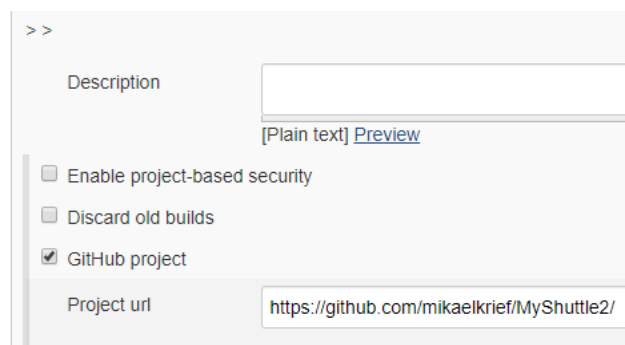 > >
Description
[Plain text] Preview
Enable project-based security
Discard old builds
GitHub project
Project url https://github.com/mikaelkrief/MyShuttle2/